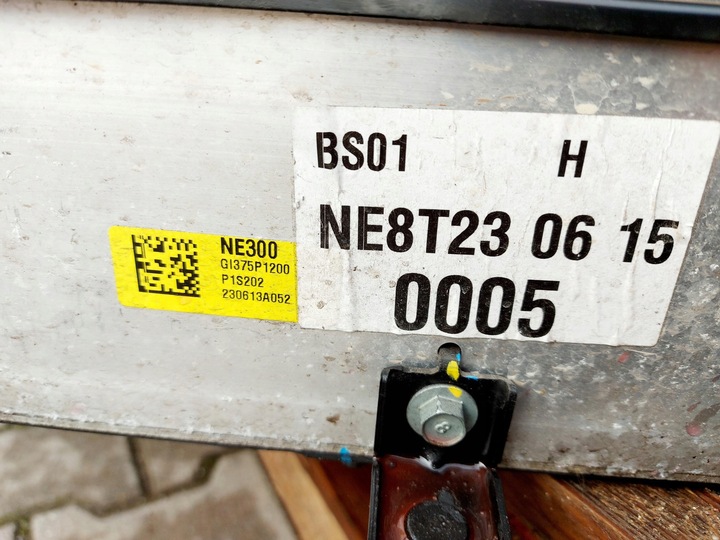 BS01 H
NE8T23 06 15
0005
NE300
GI375P1200
P1S202
230613A052